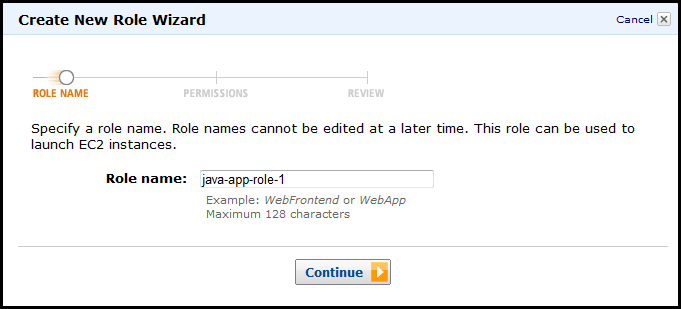 Create New Role Wizard
Cancel
ROLE NAME
PERMISSIONS
REVIEW
Specify a role name. Role names cannot be edited at a later time. This role can be used to
launch EC2 instances.
Role name: java-app-role-1
Example: WebFrontend or WebApp
Maximum 128 characters
Continue